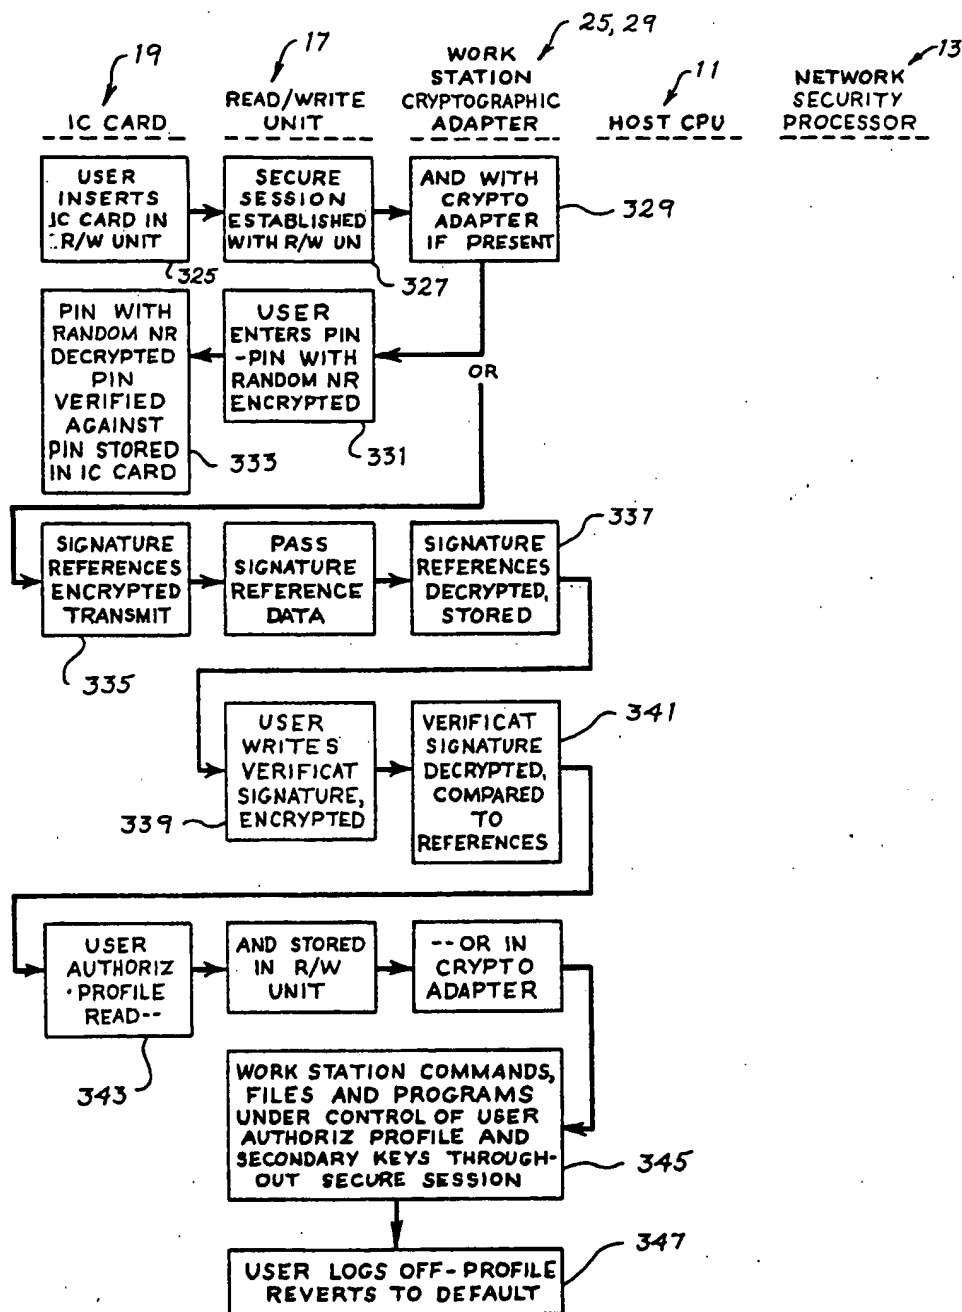 19
17
25, 29
11
13
IC CARD
READ/WRITE
UNIT
WORK
STATION
CRYPTOGRAPHIC
ADAPTER
HOST CPU
NETWORK
SECURITY
PROCESSOR
USER
INSERTS
IC CARD IN
R/W UNIT
325
SECURE
SESSION
ESTABLISHED
WITH R/W UN
327
AND WITH
CRYPTO
ADAPTER
IF PRESENT
329
PIN WITH
RANDOM NR
DECRYPTED
PIN
VERIFIED
AGAINST
PIN STORED
IN IC CARD
333
USER
ENTERS PIN
-PIN WITH
RANDOM NR
ENCRYPTED
331
OR
SIGNATURE
REFERENCES
ENCRYPTED
TRANSMIT
335
PASS
SIGNATURE
REFERENCE
DATA
SIGNATURE
REFERENCES
DECRYPTED,
STORED
337
USER
WRITES
VERIFICAT
SIGNATURE,
ENCRYPTED
339
VERIFICAT
SIGNATURE
DECRYPTED,
COMPARED
TO
REFERENCES
341
USER
AUTHORIZ
PROFILE
READ--
343
AND STORED
IN R/W
UNIT
--OR IN
CRYPTO
ADAPTER
WORK STATION COMMANDS,
FILES AND PROGRAMS
UNDER CONTROL OF USER
AUTHORIZ PROFILE AND
SECONDARY KEYS THROUGH-
OUT SECURE SESSION
345
USER LOGS OFF-PROFILE
REVERTS TO DEFAULT
347